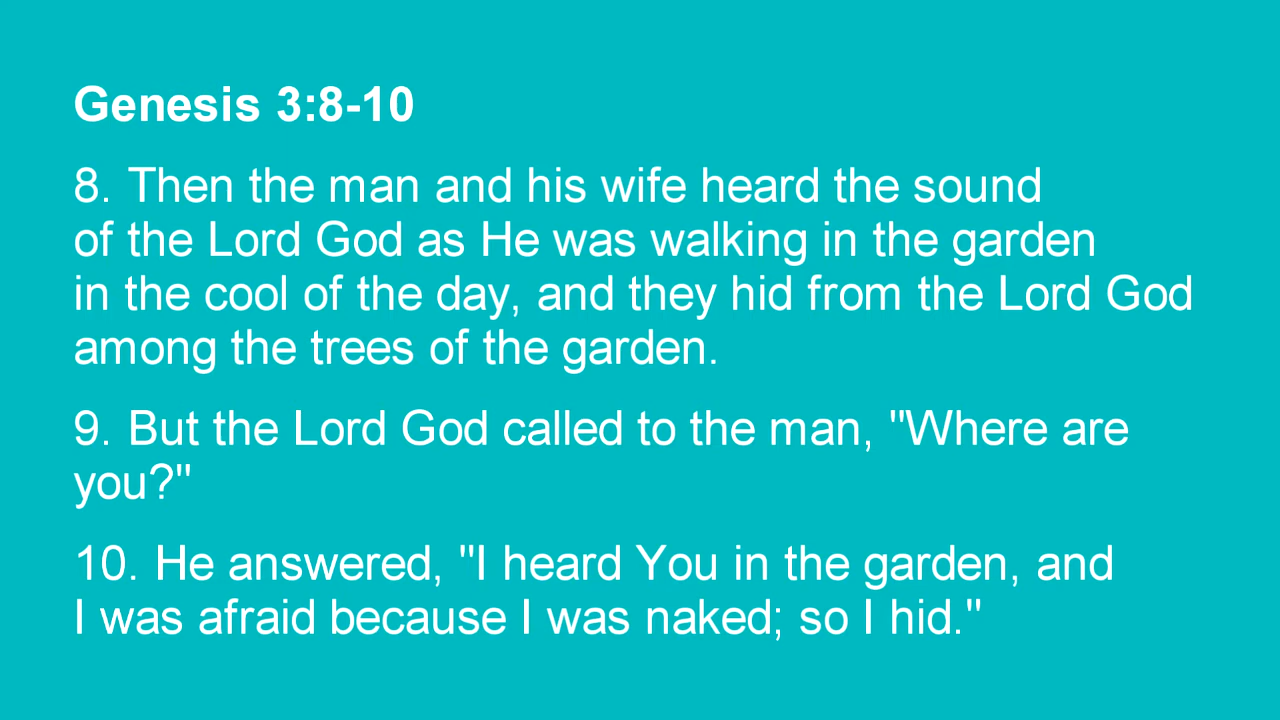 Genesis 3:8-10
8. Then the man and his wife heard the sound
of the Lord God as He was walking in the garden
in the cool of the day, and they hid from the Lord God
among the trees of the garden.
9. But the Lord God called to the man, "Where are
you?"
10. He answered, "I heard You in the garden, and
I was afraid because I was naked; so I hid."